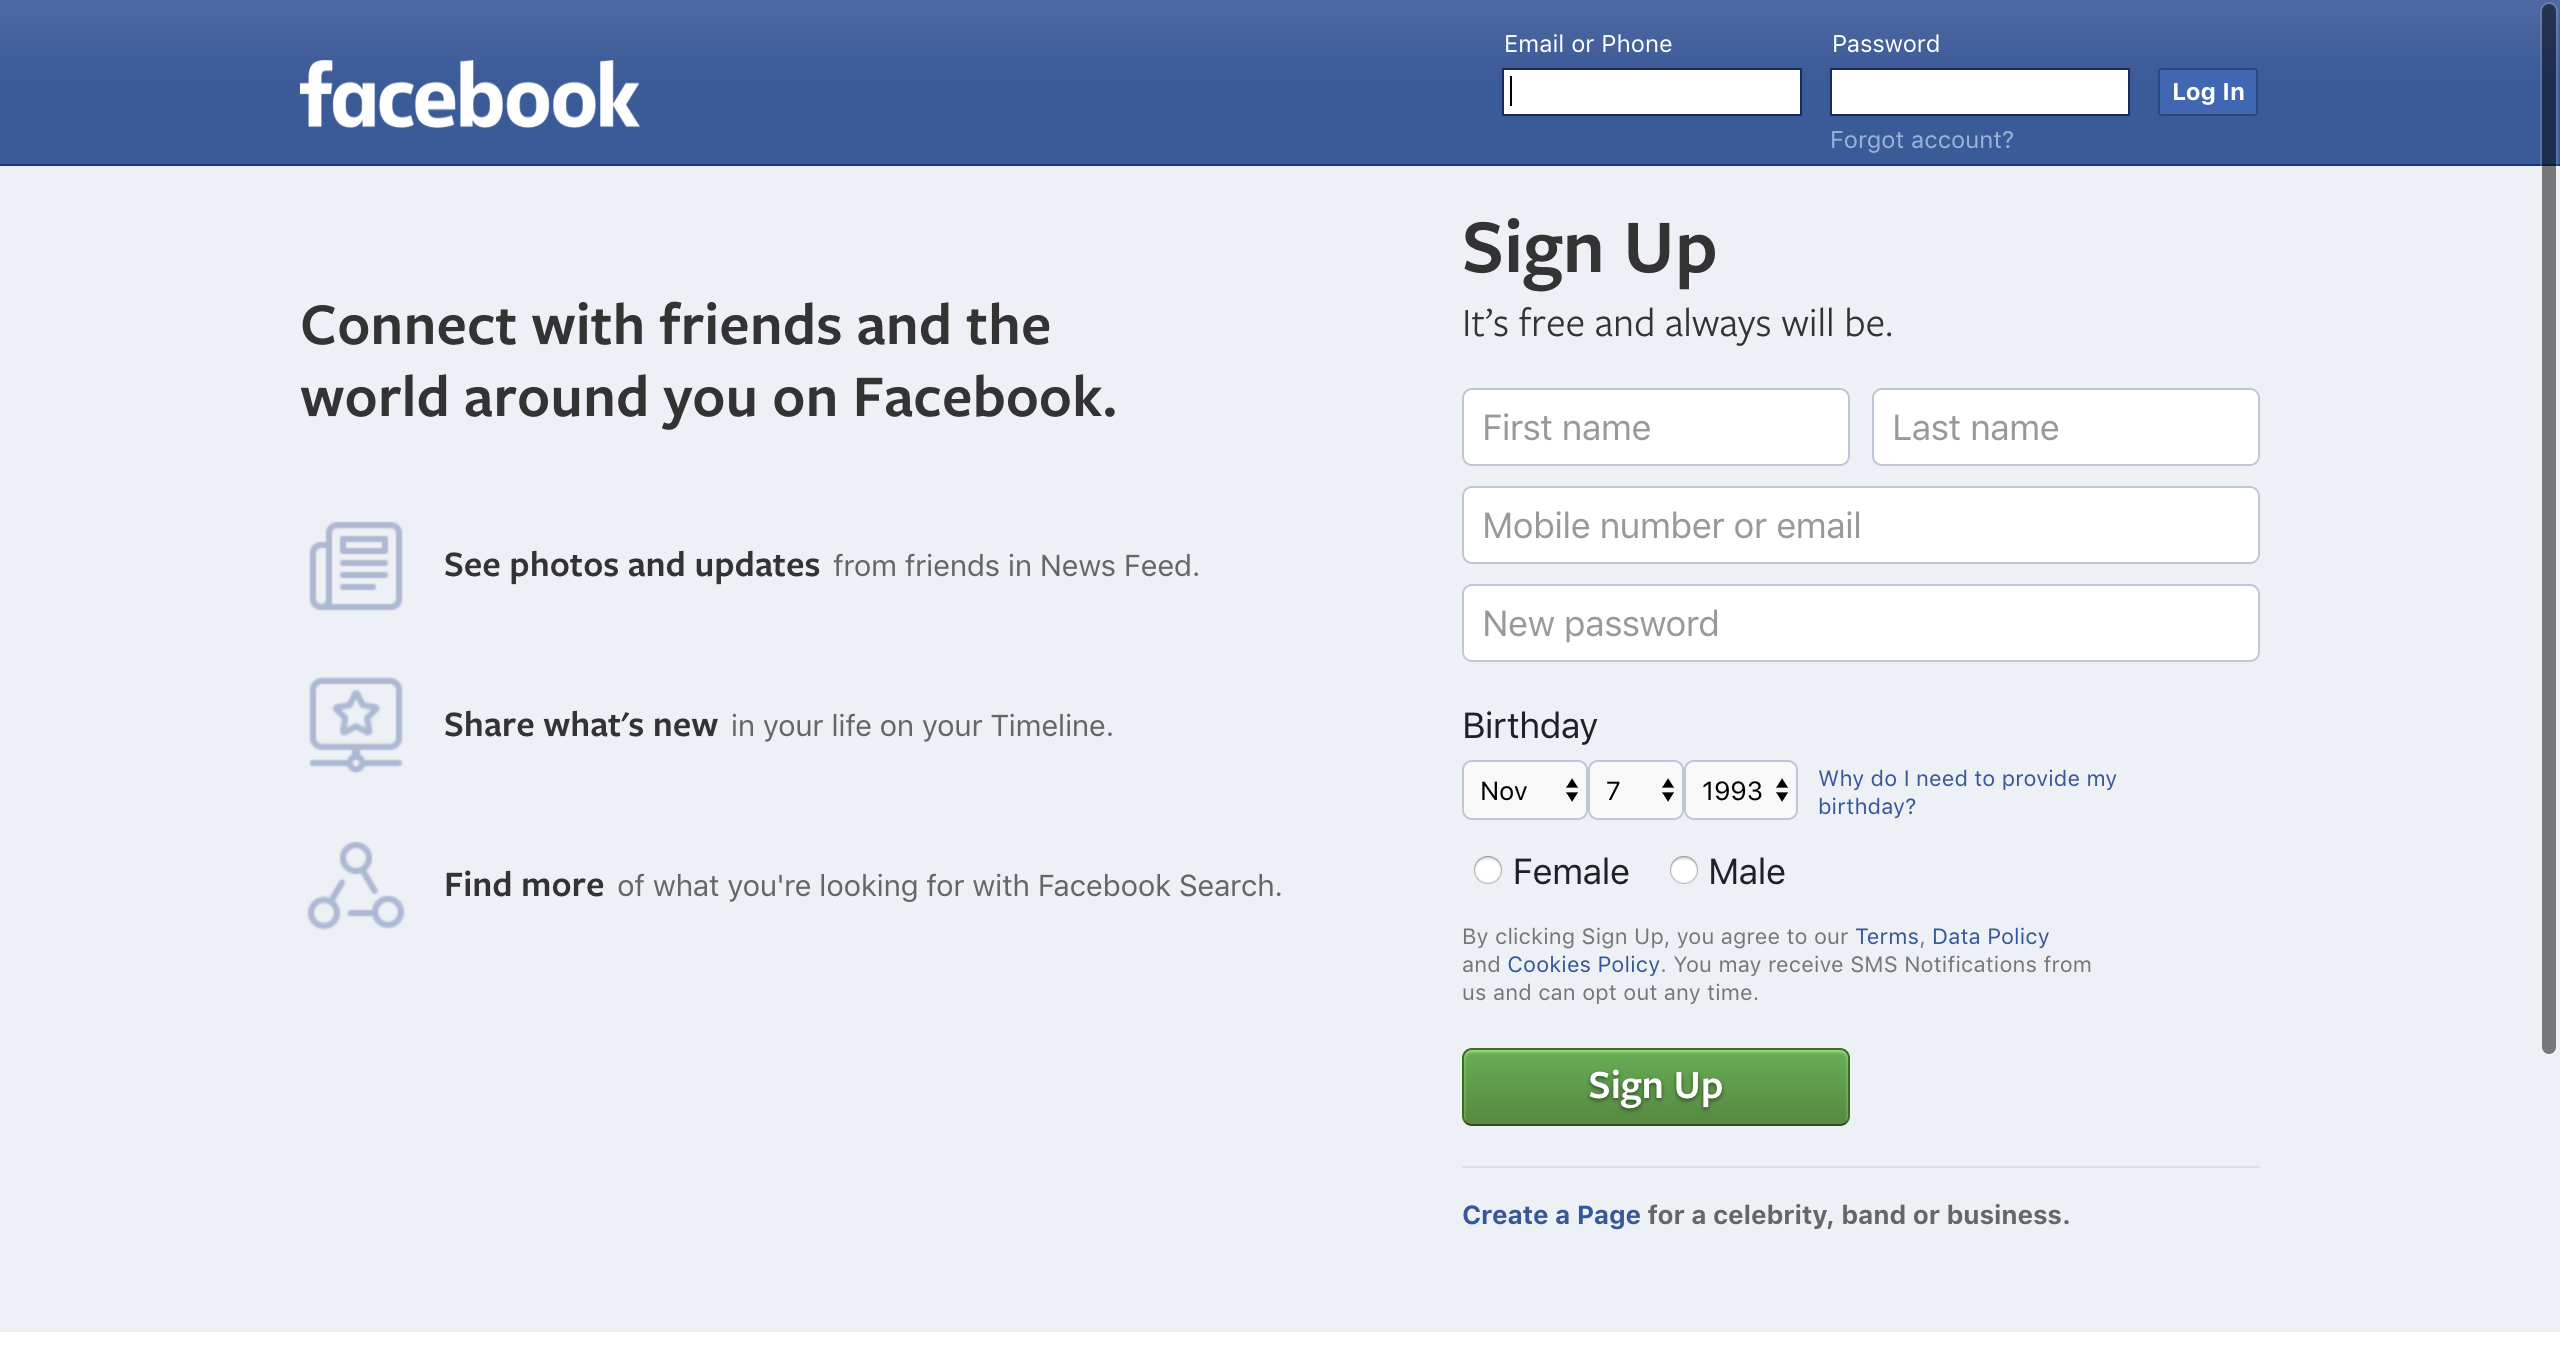 facebook
Email or Phone
Password
Log In
Forgot account?
Connect with friends and the
world around you on Facebook.
See photos and updates from friends in News Feed.
Share what's new in your life on your Timeline.
Find more of what you're looking for with Facebook Search.
Sign Up
It’s free and always will be.
First name
Last name
Mobile number or email
New password
Birthday
Nov
7
1993
Why do I need to provide my
birthday?
Female
Male
By clicking Sign Up, you agree to our Terms, Data Policy
and Cookies Policy. You may receive SMS Notifications from
us and can opt out any time.
Sign Up
Create a Page for a celebrity, band or business.